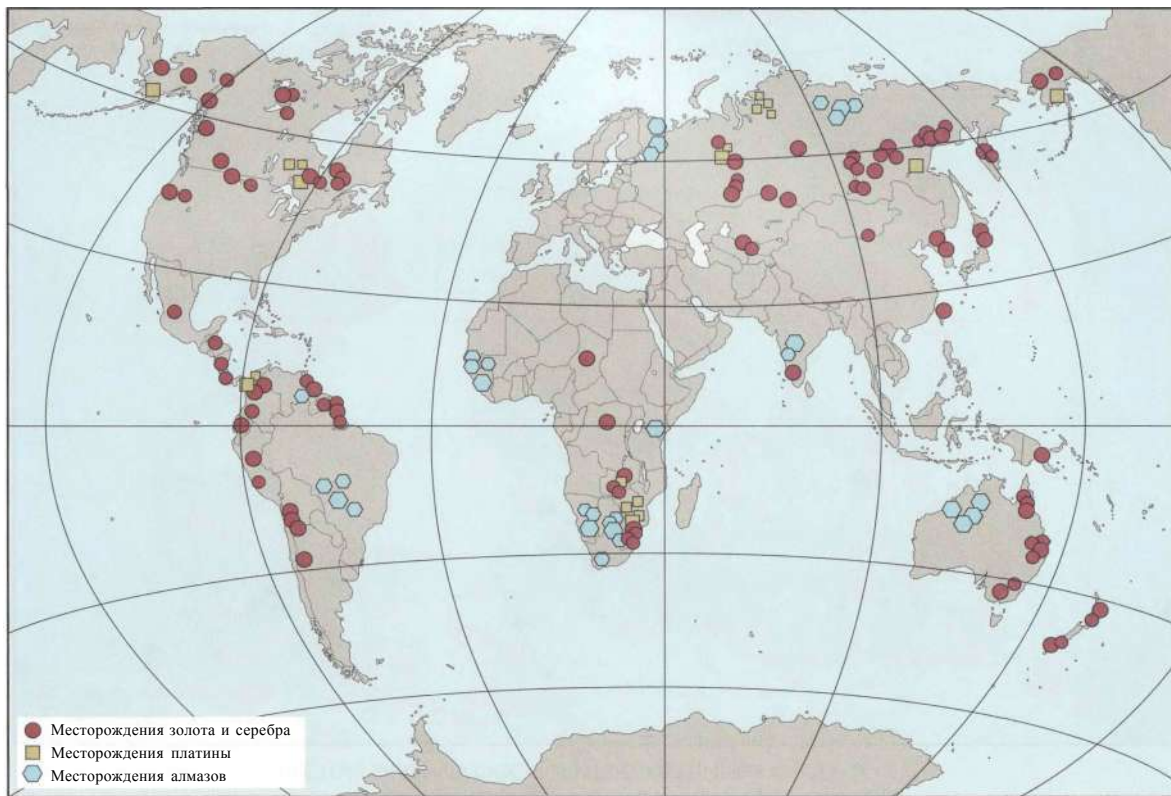 Месторождения золота и серебра
Месторождения платины
Месторождения алмазов